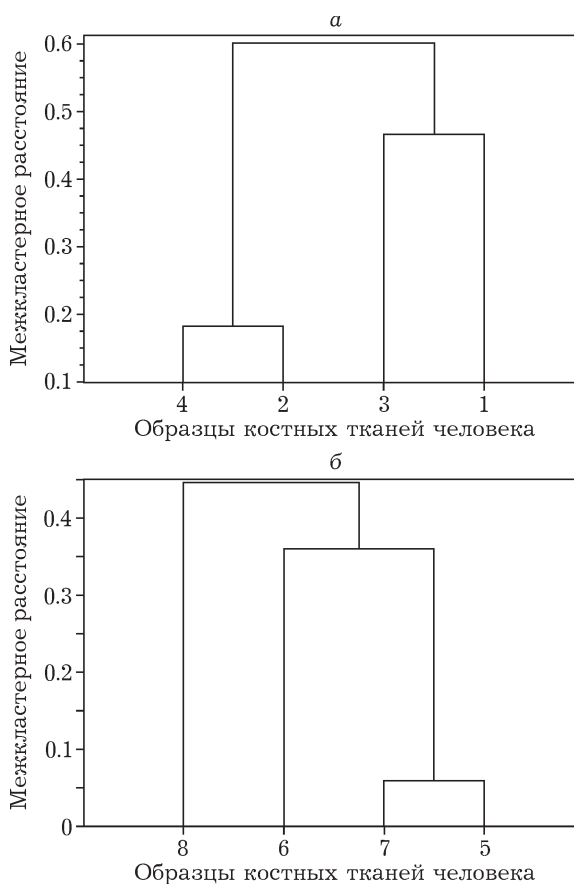 а
Межкластерное расстояние
0.6
0.5
0.4
0.3
0.2
0.1
4 2 3 1
Образцы костных тканей человека
б
Межкластерное расстояние
0.4
0.3
0.2
0.1
0
8 6 7 5
Образцы костных тканей человека